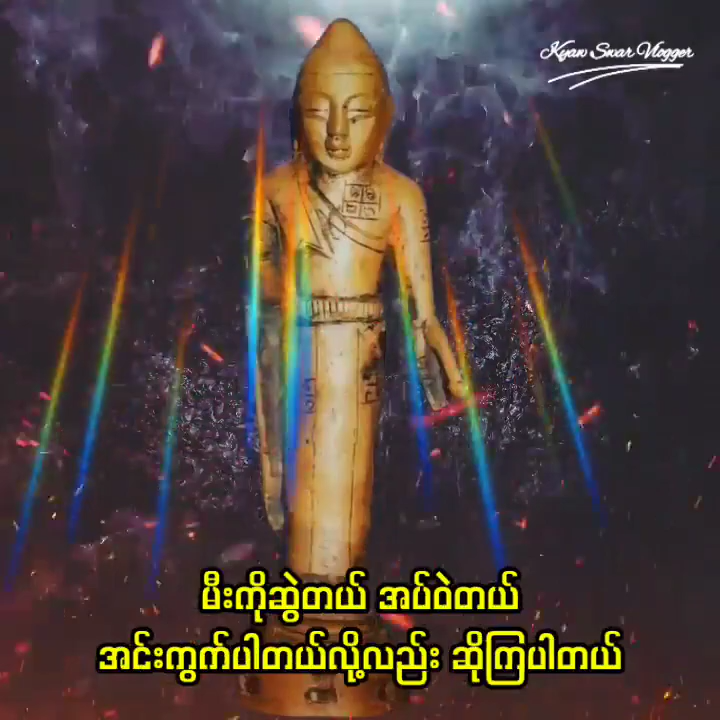 Kyaw Swar Vlogger
မီးကိုဆွဲတယ် အပ်ဝဲတယ်
အင်းကွက်ပါတယ်လို့လည်း ဆိုကြပါတယ်